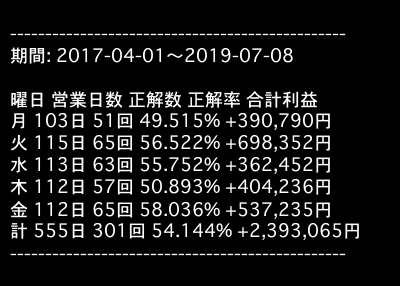 ------------------------------------------------
期間: 2017-04-01〜2019-07-08
曜日 営業日数 正解数 正解率 合計利益
月 103日 51回 49.515% +390,790円
火 115日 65回 56.522% +698,352円
水 113日 63回 55.752% +362,452円
木 112日 57回 50.893% +404,236円
金 112日 65回 58.036% +537,235円
計 555日 301回 54.144% +2,393,065円
------------------------------------------------